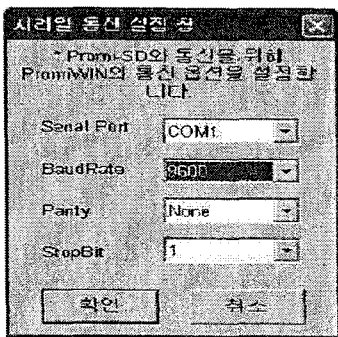 시리얼 통신 설정 창
* Promi-SD와 통신을 위해
PromiWIN의 통신 옵션을 설정합
니다.
Serial Port COM1
BaudRate 9600
Parity None
StopBit 1
확인 취소